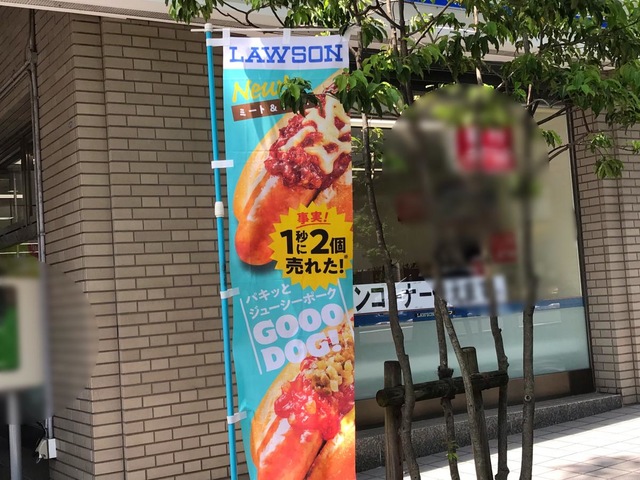 LAWSON
New!
ミート &
事実!
1秒に2個
売れた!
パキッと
ジューシーポーク
GOOO
DOG!
ンコーナー
LAWSON